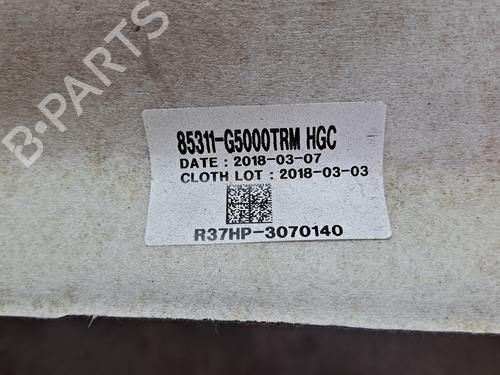 B-PARTS
85311-G5000TRM HGC
DATE : 2018-03-07
CLOTH LOT : 2018-03-03
R37HP-3070140